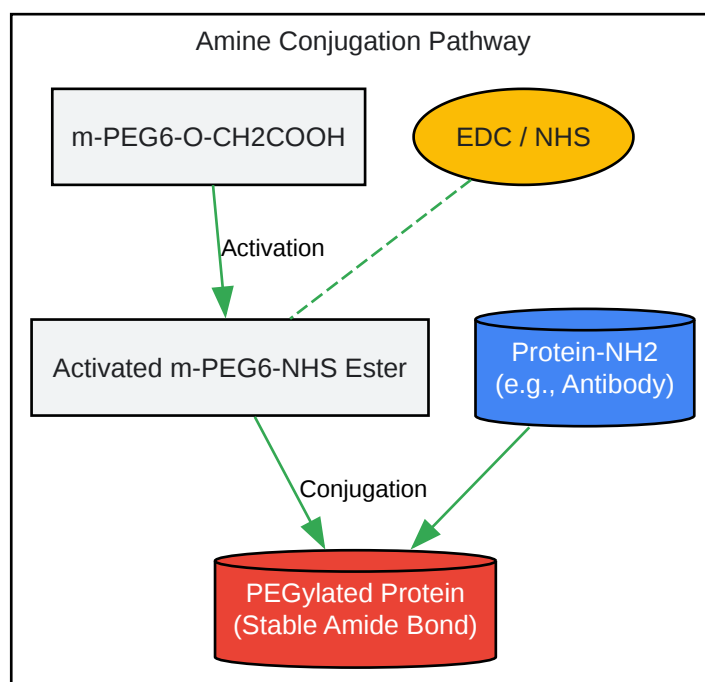 Amine Conjugation Pathway
m-PEG6-O-CH2COOH
EDC / NHS
Activation
Activated m-PEG6-NHS Ester
Protein-NH2
(e.g., Antibody)
Conjugation
PEGylated Protein
(Stable Amide Bond)